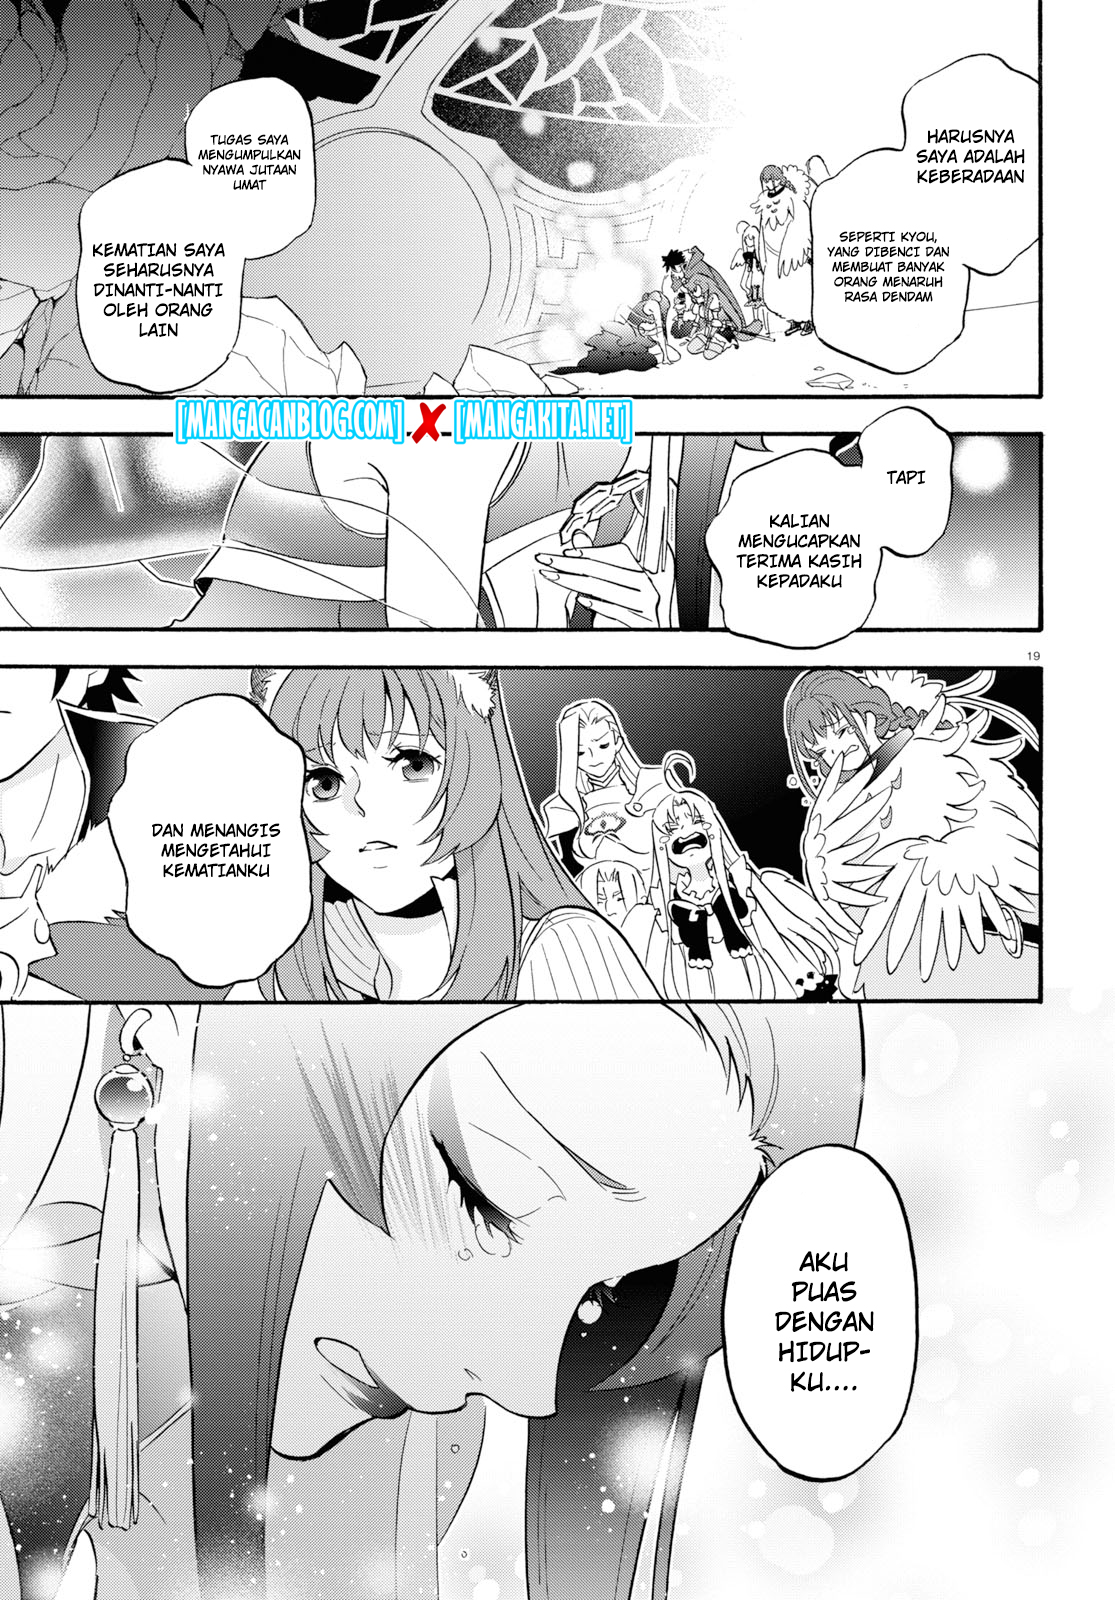 HARUSNYA
SAYA ADALAH
KEBERADAAN
SEPERTI KYOU,
YANG DIBENCI DAN
MEMBUAT BANYAK
ORANG MENARUH
RASA DENDAM
TUGAS SAYA
MENGUMPULKAN
NYAWA JUTAAN
UMAT
KEMATIAN SAYA
SEHARUSNYA
DINANTI-NANTI
OLEH ORANG
LAIN
[MANGACANBLOG.COM] X [MANGAKITA.NET]
TAPI
KALIAN
MENGUCAPKAN
TERIMA KASIH
KEPADAKU
19
DAN MENANGIS
MENGETAHUI
KEMATIANKU
AKU
PUAS
DENGAN
HIDUP-
KU....